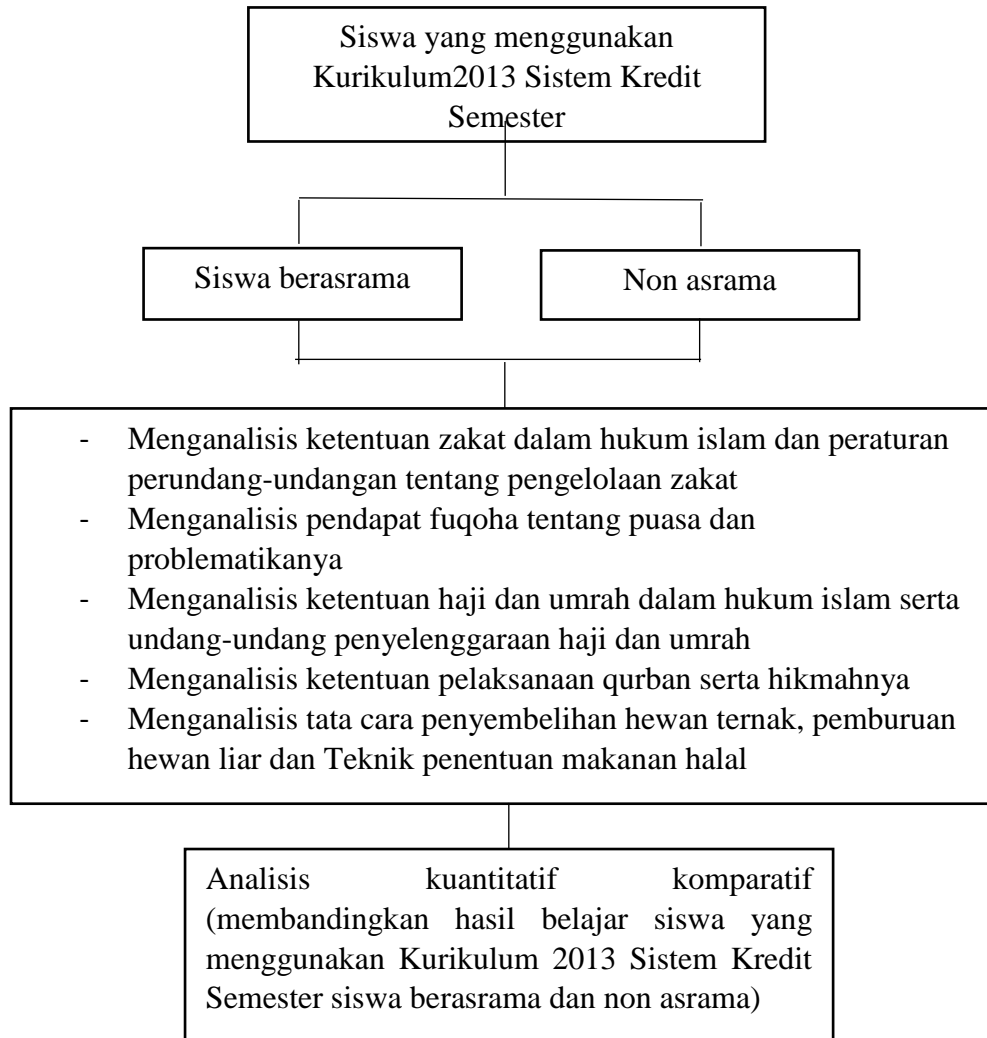 Siswa yang menggunakan
Kurikulum2013 Sistem Kredit
Semester
Siswa berasrama
Non asrama
- Menganalisis ketentuan zakat dalam hukum islam dan peraturan
perundang-undangan tentang pengelolaan zakat
- Menganalisis pendapat fuqoha tentang puasa dan
problematikanya
- Menganalisis ketentuan haji dan umrah dalam hukum islam serta
undang-undang penyelenggaraan haji dan umrah
- Menganalisis ketentuan pelaksanaan qurban serta hikmahnya
- Menganalisis tata cara penyembelihan hewan ternak, pemburuan
hewan liar dan Teknik penentuan makanan halal
Analisis kuantitatif komparatif
(membandingkan hasil belajar siswa yang
menggunakan Kurikulum 2013 Sistem Kredit
Semester siswa berasrama dan non asrama)